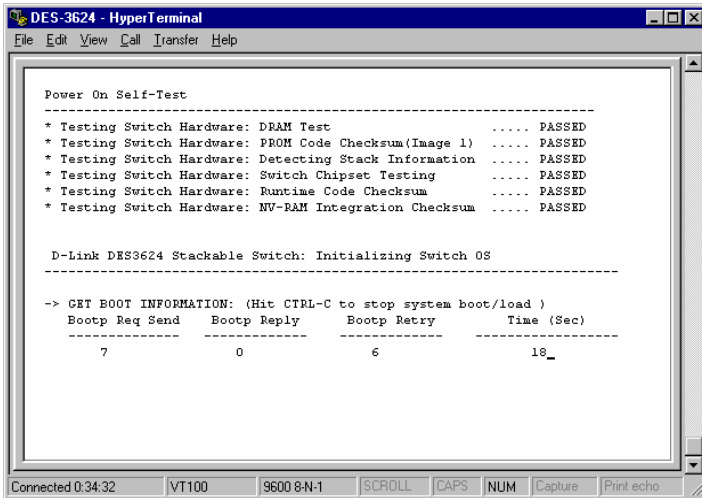 DES-3624 - HyperTerminal
File Edit View Call Transfer Help
Power On Self-Test
----------------------------------------------------------------------
* Testing Switch Hardware: DRAM Test ..... PASSED
* Testing Switch Hardware: PROM Code Checksum(Image 1) ..... PASSED
* Testing Switch Hardware: Detecting Stack Information ..... PASSED
* Testing Switch Hardware: Switch Chipset Testing ..... PASSED
* Testing Switch Hardware: Runtime Code Checksum ..... PASSED
* Testing Switch Hardware: NV-RAM Integration Checksum ..... PASSED
D-Link DES3624 Stackable Switch: Initializing Switch OS
-------------------------------------------------------------------------
-> GET BOOT INFORMATION: (Hit CTRL-C to stop system boot/load )
Bootp Req Send Bootp Reply Bootp Retry Time (Sec)
-------------- ------------- ------------- ------------------
7 0 6 18_
Connected 0:34:32 VT100 9600 8-N-1 SCROLL CAPS NUM Capture Print echo